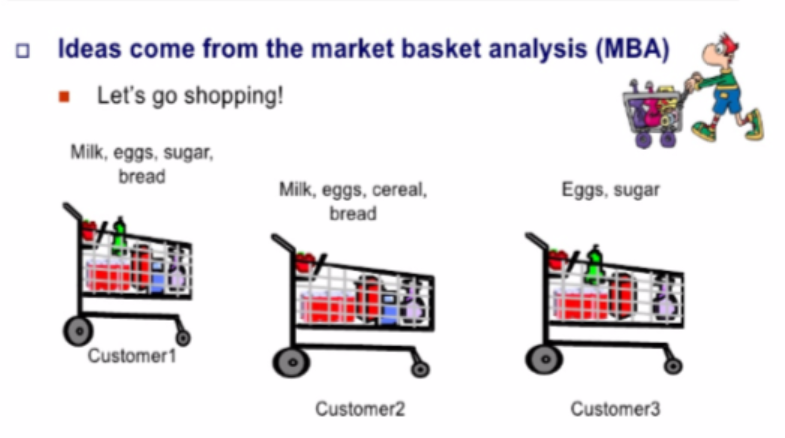 Ideas come from the market basket analysis (MBA)
Let's go shopping!
Milk, eggs, sugar,
bread
Milk, eggs, cereal,
bread
Eggs, sugar
Customer1
Customer2
Customer3